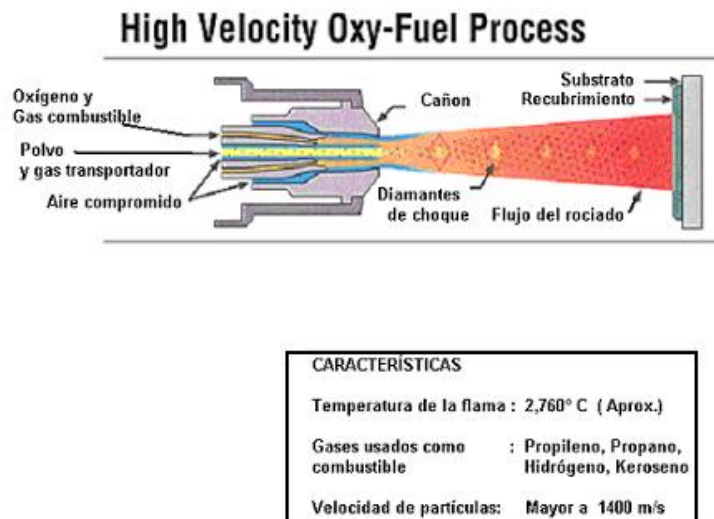 High Velocity Oxy-Fuel Process
Oxígeno y
Gas combustible
Polvo
y gas transportador
Aire compromido
Cañon
Diamantes
de choque
Substrato
Recubrimiento
Flujo del rociado
CARACTERÍSTICAS
Temperatura de la flama : 2,760° C ( Aprox.)
Gases usados como : Propileno, Propano,
combustible Hidrógeno, Keroseno
Velocidad de partículas: Mayor a 1400 m/s